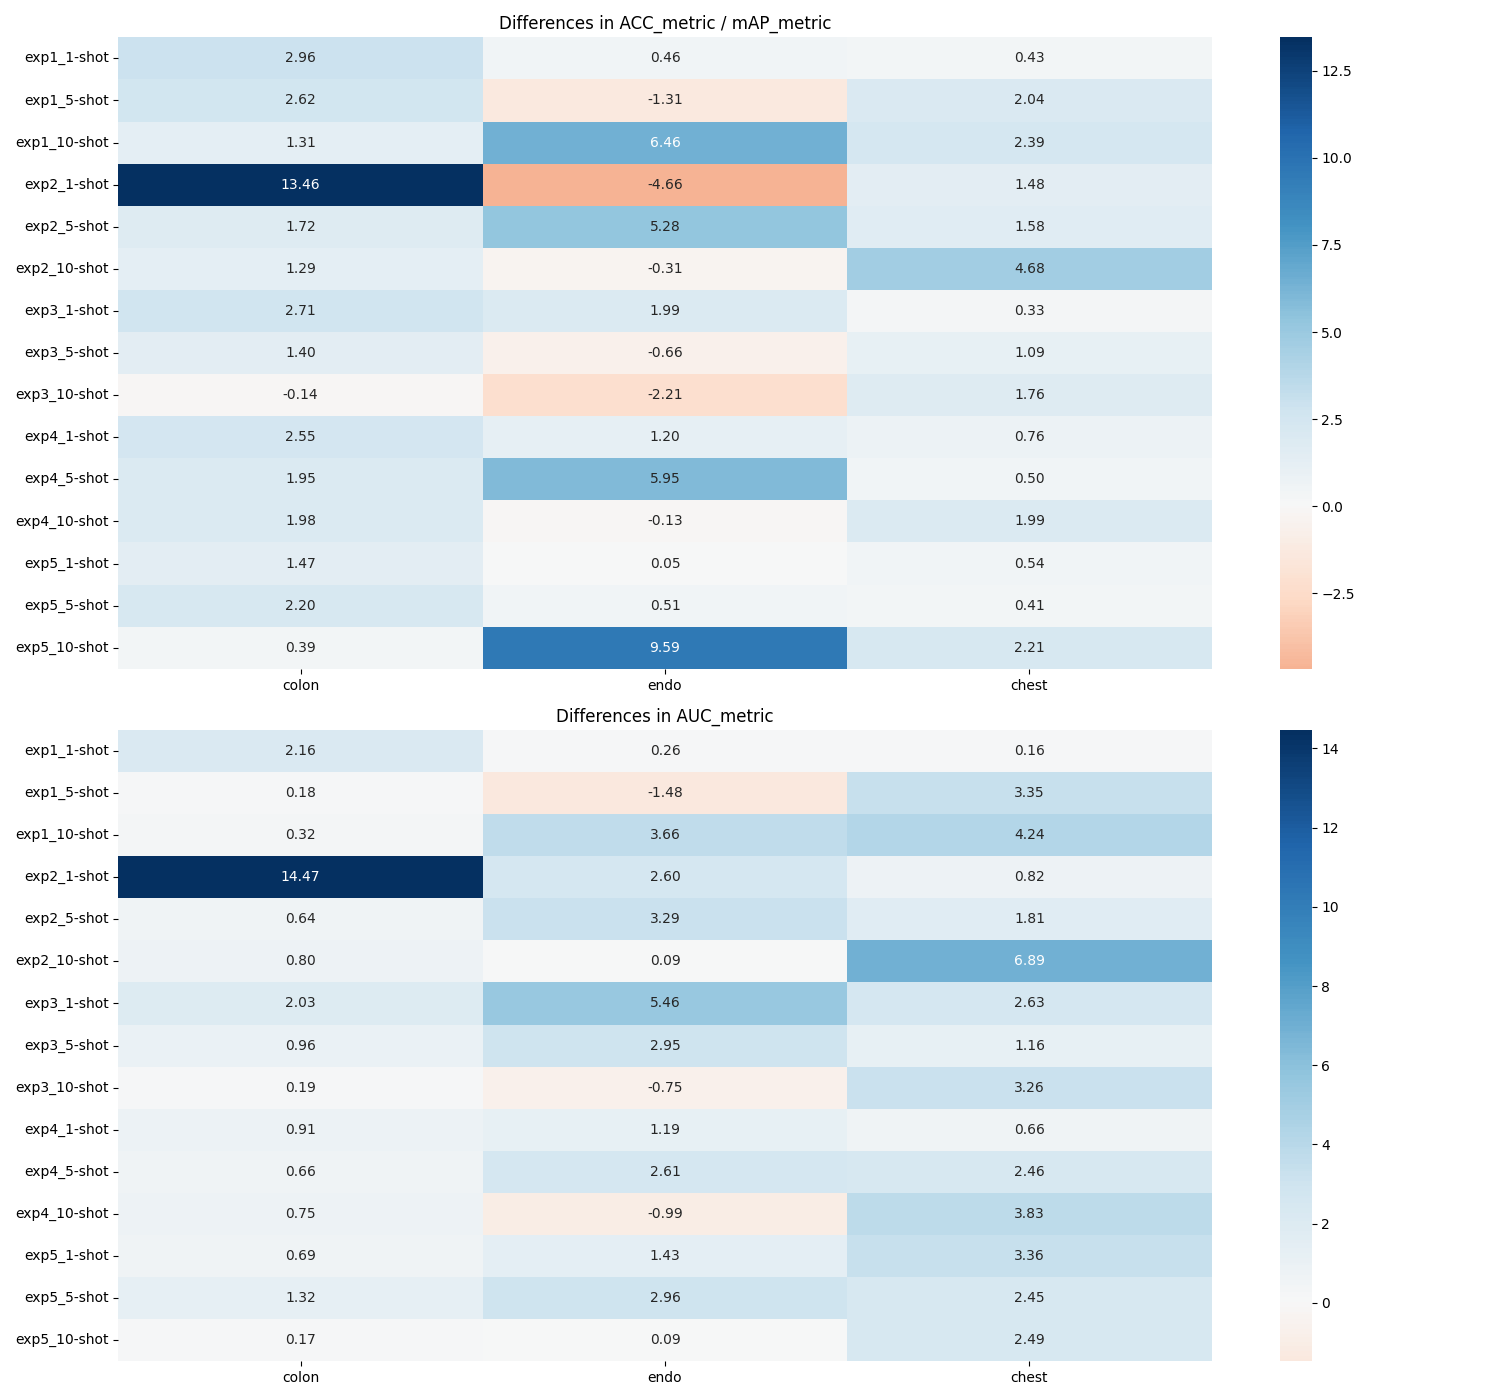 Differences in ACC_metric / mAP_metric
exp1_1-shot 2.96 0.46 0.43
exp1_5-shot 2.62 -1.31 2.04
exp1_10-shot 1.31 6.46 2.39
exp2_1-shot 13.46 -4.66 1.48
exp2_5-shot 1.72 5.28 1.58
exp2_10-shot 1.29 -0.31 4.68
exp3_1-shot 2.71 1.99 0.33
exp3_5-shot 1.40 -0.66 1.09
exp3_10-shot -0.14 -2.21 1.76
exp4_1-shot 2.55 1.20 0.76
exp4_5-shot 1.95 5.95 0.50
exp4_10-shot 1.98 -0.13 1.99
exp5_1-shot 1.47 0.05 0.54
exp5_5-shot 2.20 0.51 0.41
exp5_10-shot 0.39 9.59 2.21
colon endo chest
12.5
10.0
7.5
5.0
2.5
0.0
−2.5
Differences in AUC_metric
exp1_1-shot 2.16 0.26 0.16
exp1_5-shot 0.18 -1.48 3.35
exp1_10-shot 0.32 3.66 4.24
exp2_1-shot 14.47 2.60 0.82
exp2_5-shot 0.64 3.29 1.81
exp2_10-shot 0.80 0.09 6.89
exp3_1-shot 2.03 5.46 2.63
exp3_5-shot 0.96 2.95 1.16
exp3_10-shot 0.19 -0.75 3.26
exp4_1-shot 0.91 1.19 0.66
exp4_5-shot 0.66 2.61 2.46
exp4_10-shot 0.75 -0.99 3.83
exp5_1-shot 0.69 1.43 3.36
exp5_5-shot 1.32 2.96 2.45
exp5_10-shot 0.17 0.09 2.49
colon endo chest
14
12
10
8
6
4
2
0